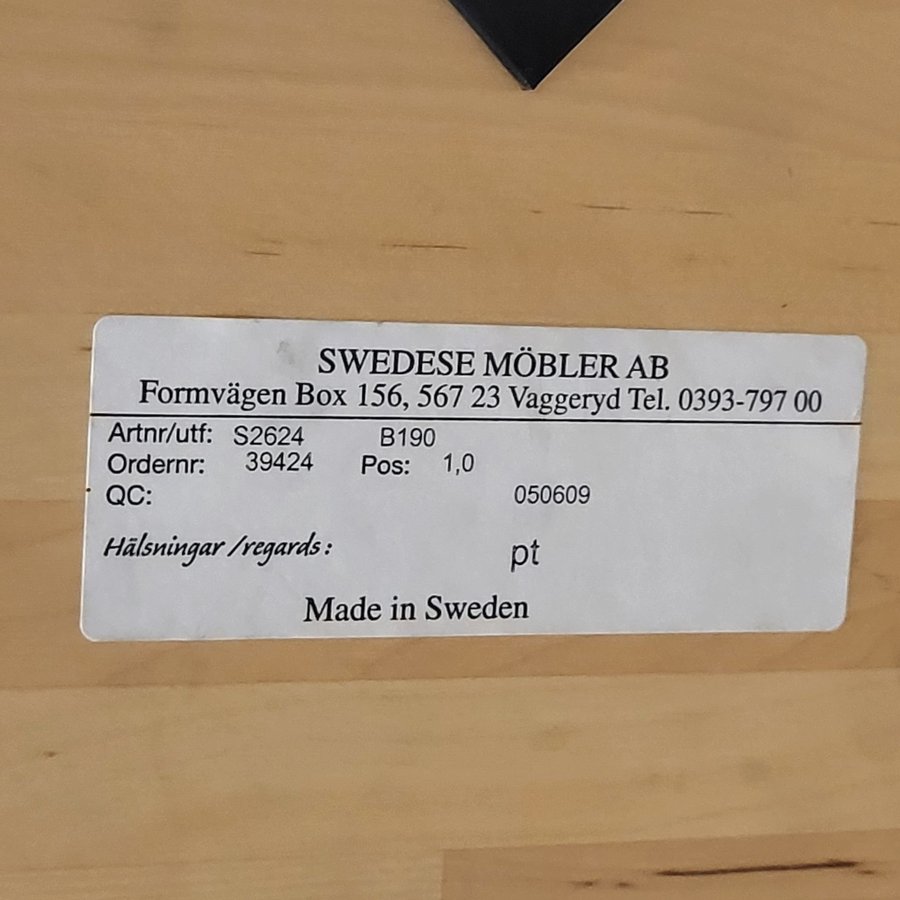 SWEDESE MÖBLER AB
Formvägen Box 156, 567 23 Vaggeryd Tel. 0393-797 00
Artnr/utf: S2624 B190
Ordernr: 39424 Pos: 1,0
QC: 050609
Hälsningar /regards: pt
Made in Sweden